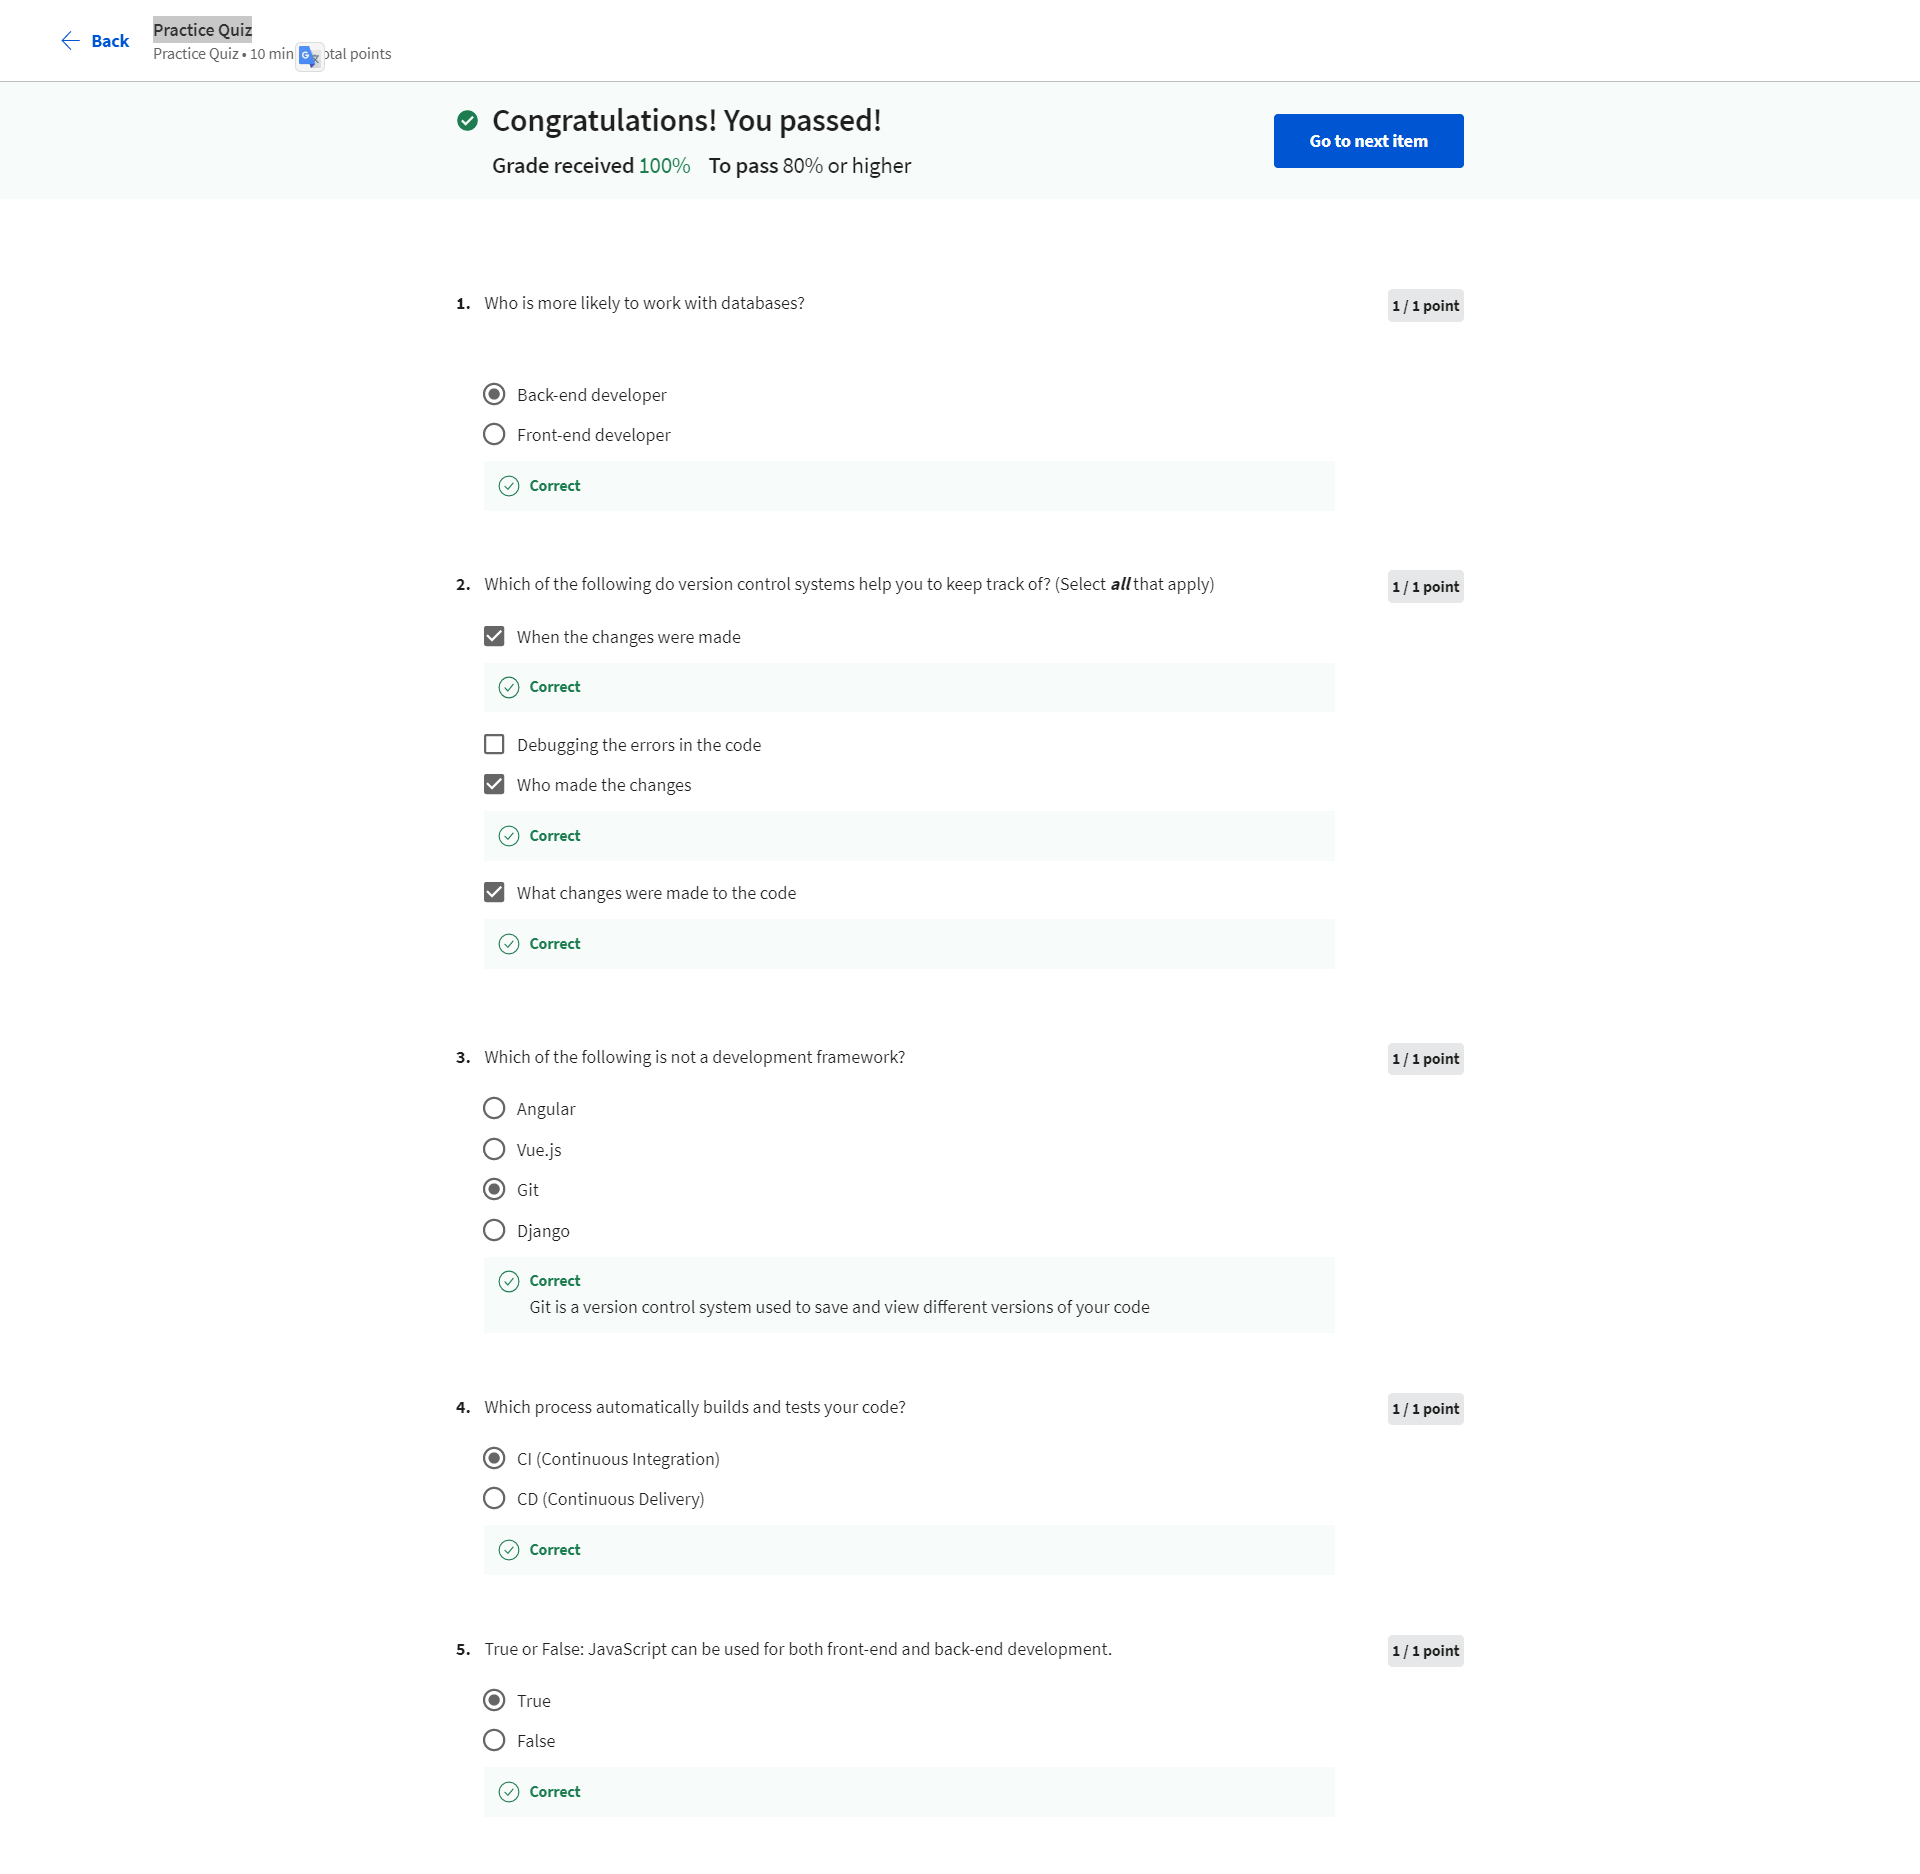 Back
Practice Quiz
Practice Quiz • 10 min
total points
Congratulations! You passed!
Grade received 100% To pass 80% or higher
Go to next item
1. Who is more likely to work with databases?
1 / 1 point
Back-end developer
Front-end developer
Correct
2. Which of the following do version control systems help you to keep track of? (Select all that apply)
1 / 1 point
When the changes were made
Correct
Debugging the errors in the code
Who made the changes
Correct
What changes were made to the code
Correct
3. Which of the following is not a development framework?
1 / 1 point
Angular
Vue.js
Git
Django
Correct
Git is a version control system used to save and view different versions of your code
4. Which process automatically builds and tests your code?
1 / 1 point
CI (Continuous Integration)
CD (Continuous Delivery)
Correct
5. True or False: JavaScript can be used for both front-end and back-end development.
1 / 1 point
True
False
Correct